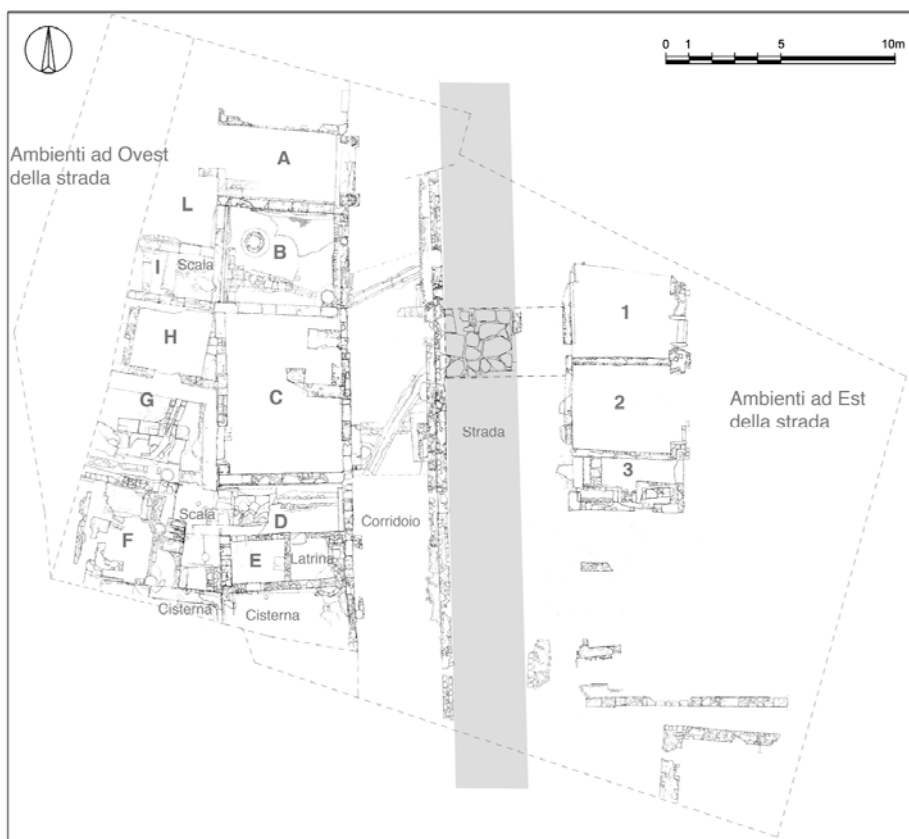 0 1 5 10m
Ambienti ad Ovest
della strada
A
L
B
I
Scala
1
H
C
2
Ambienti ad Est
della strada
G
Strada
3
Scala
D
Corridoio
F
E
Latrina
Cisterna
Cisterna